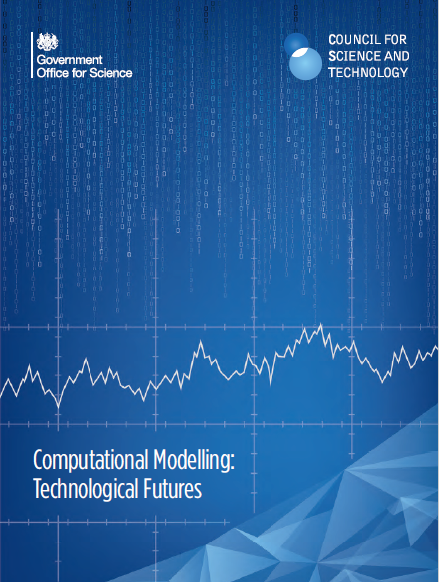 Government
Office for Science
COUNCIL FOR
SCIENCE AND
TECHNOLOGY
Computational Modelling:
Technological Futures